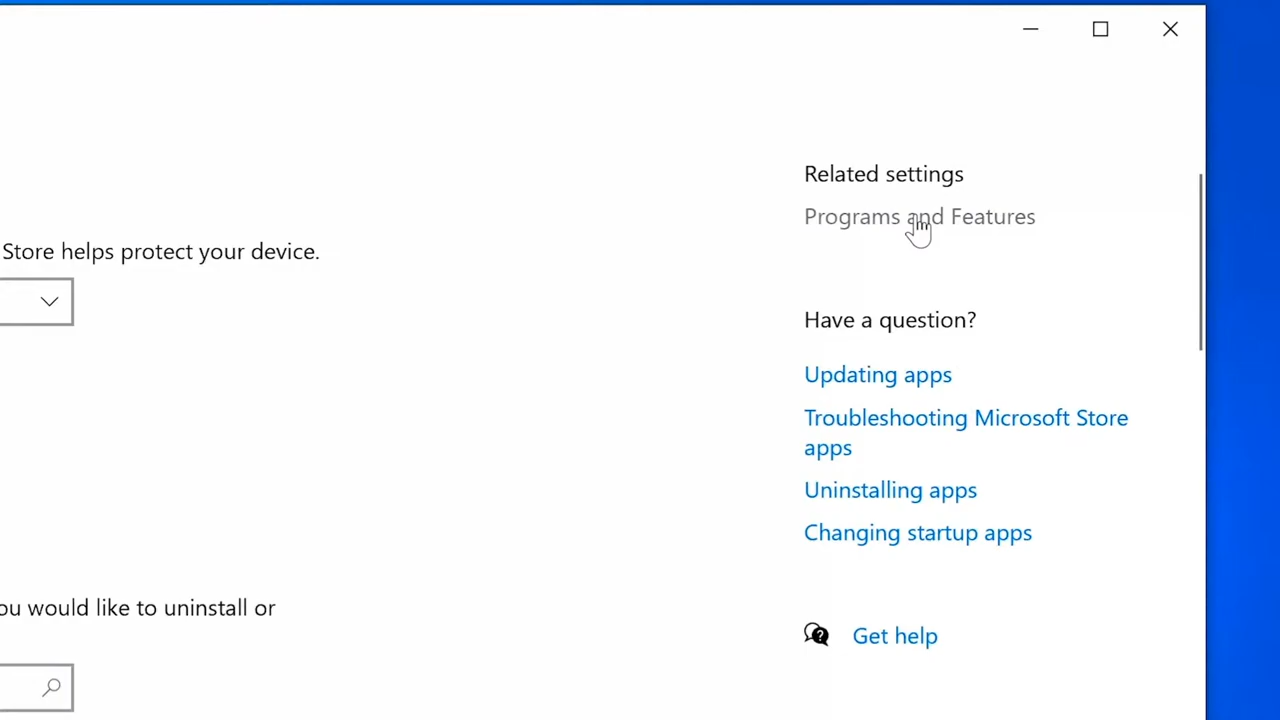 Related settings
Programs and Features
Store helps protect your device.
Have a question?
Updating apps
Troubleshooting Microsoft Store
apps
Uninstalling apps
Changing startup apps
ou would like to uninstall or
Get help